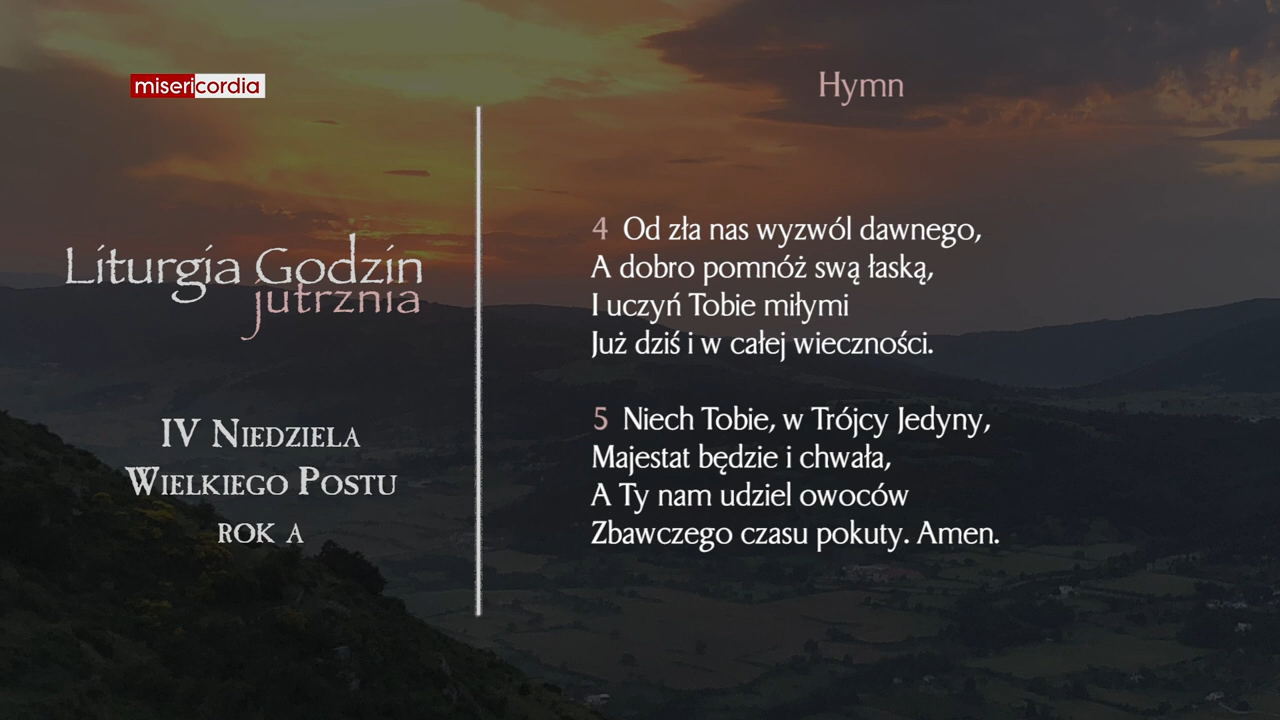 misericordia
Liturgia Godzin
jutrznia
IV Niedziela
Wielkiego Postu
rok a
Hymn
4 Od zła nas wyzwól dawnego,
A dobro pomnóż swą łaską,
I uczyń Tobie miłymi
Już dziś i w całej wieczności.
5 Niech Tobie, w Trójcy Jedyny,
Majestat będzie i chwała,
A Ty nam udziel owoców
Zbawczego czasu pokuty. Amen.